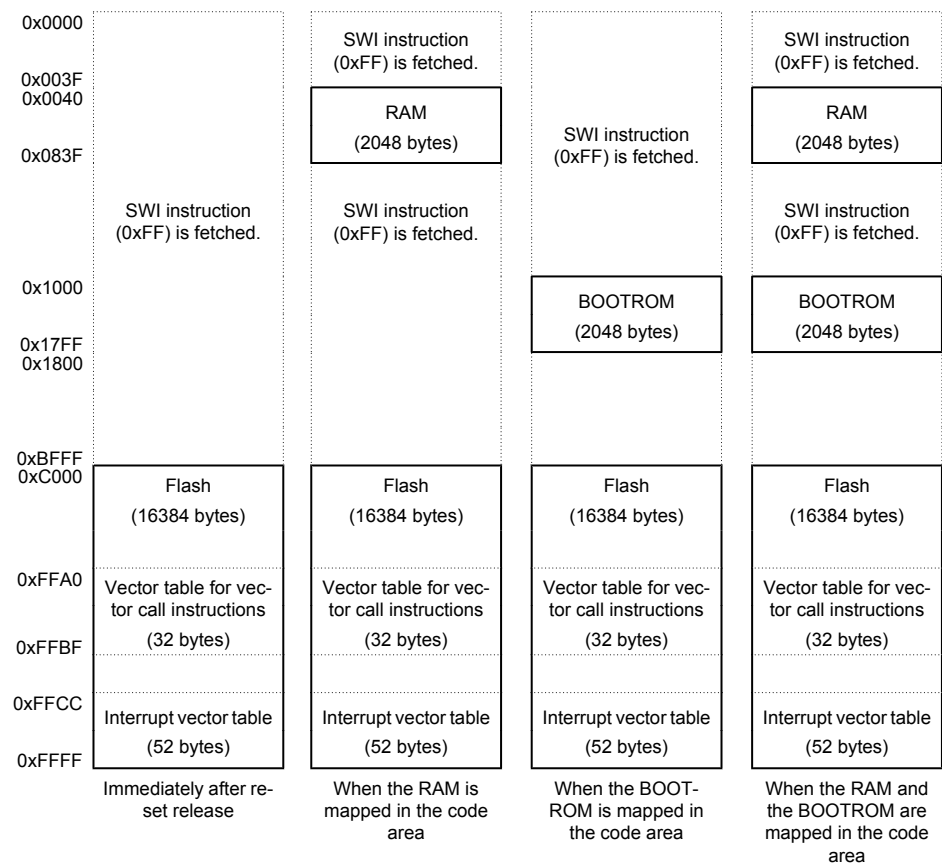 0x0000
0x003F
0x0040
0x083F
0x1000
0x17FF
0x1800
0xBFFF
0xC000
0xFFA0
0xFFBF
0xFFCC
0xFFFF
SWI instruction
(0xFF) is fetched.
Flash
(16384 bytes)
Vector table for vec-
tor call instructions
(32 bytes)
Interrupt vector table
(52 bytes)
Immediately after re-
set release
SWI instruction
(0xFF) is fetched.
RAM
(2048 bytes)
SWI instruction
(0xFF) is fetched.
Flash
(16384 bytes)
Vector table for vec-
tor call instructions
(32 bytes)
Interrupt vector table
(52 bytes)
When the RAM is
mapped in the code
area
SWI instruction
(0xFF) is fetched.
BOOTROM
(2048 bytes)
Flash
(16384 bytes)
Vector table for vec-
tor call instructions
(32 bytes)
Interrupt vector table
(52 bytes)
When the BOOT-
ROM is mapped in
the code area
SWI instruction
(0xFF) is fetched.
RAM
(2048 bytes)
SWI instruction
(0xFF) is fetched.
BOOTROM
(2048 bytes)
Flash
(16384 bytes)
Vector table for vec-
tor call instructions
(32 bytes)
Interrupt vector table
(52 bytes)
When the RAM and
the BOOTROM are
mapped in the code
area